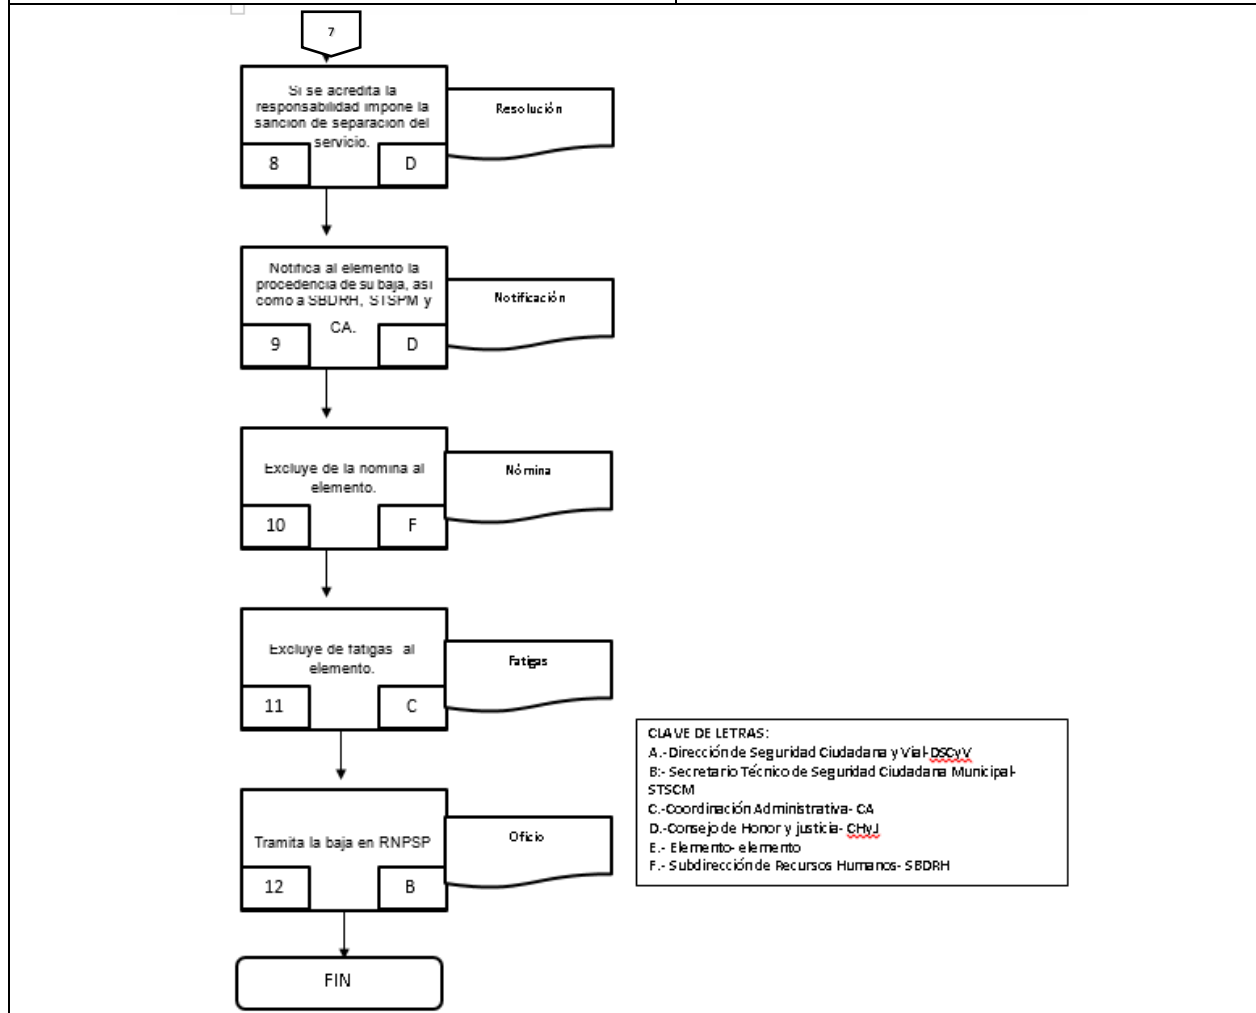 7
Si se acredita la
responsabilidad impone la
sanción de separación del
servicio.
8
D
Resolución
Notifica al elemento la
procedencia de su baja, así
como a SBDRH, STSPM y
CA.
9
D
Notificación
Excluye de la nómina al
elemento.
10
F
Nómina
Excluye de fatigas al
elemento.
11
C
Fatigas
Tramita la baja en RNPSP
12
B
Oficio
FIN
CLAVE DE LETRAS:
A.-Dirección de Seguridad Ciudadana y Vial-DSCyV
B:- Secretario Técnico de Seguridad Ciudadana Municipal-
STSCM
C.-Coordinación Administrativa- CA
D.-Consejo de Honor y justicia- CHyJ
E.- Elemento- elemento
F.- Subdirección de Recursos Humanos- SBDRH